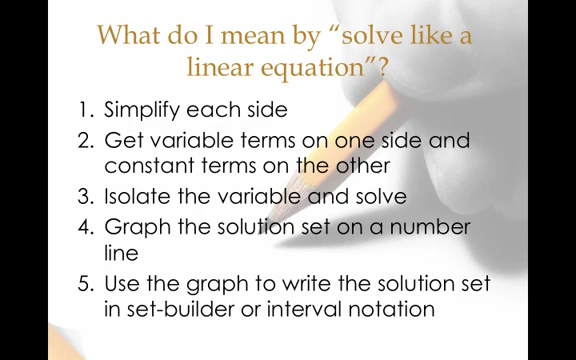 What do I mean by “solve like a
linear equation”?
1. Simplify each side
2. Get variable terms on one side and
constant terms on the other
3. Isolate the variable and solve
4. Graph the solution set on a number
line
5. Use the graph to write the solution set
in set-builder or interval notation